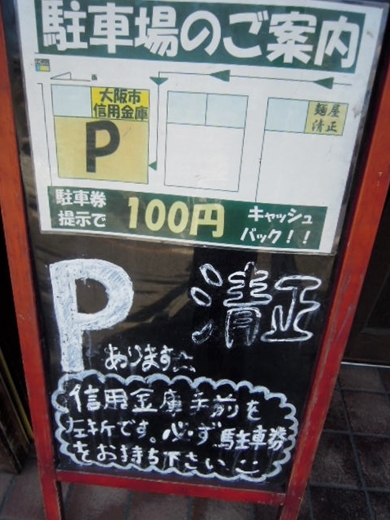 駐車場のご案内
大阪市
信用金庫
P
麺屋
清正
駐車券
提示で
100円
キャッシュ
バック!!
P
清正
あります
信用金庫手前を
左折です。必ず駐車券
をお持ち下さい